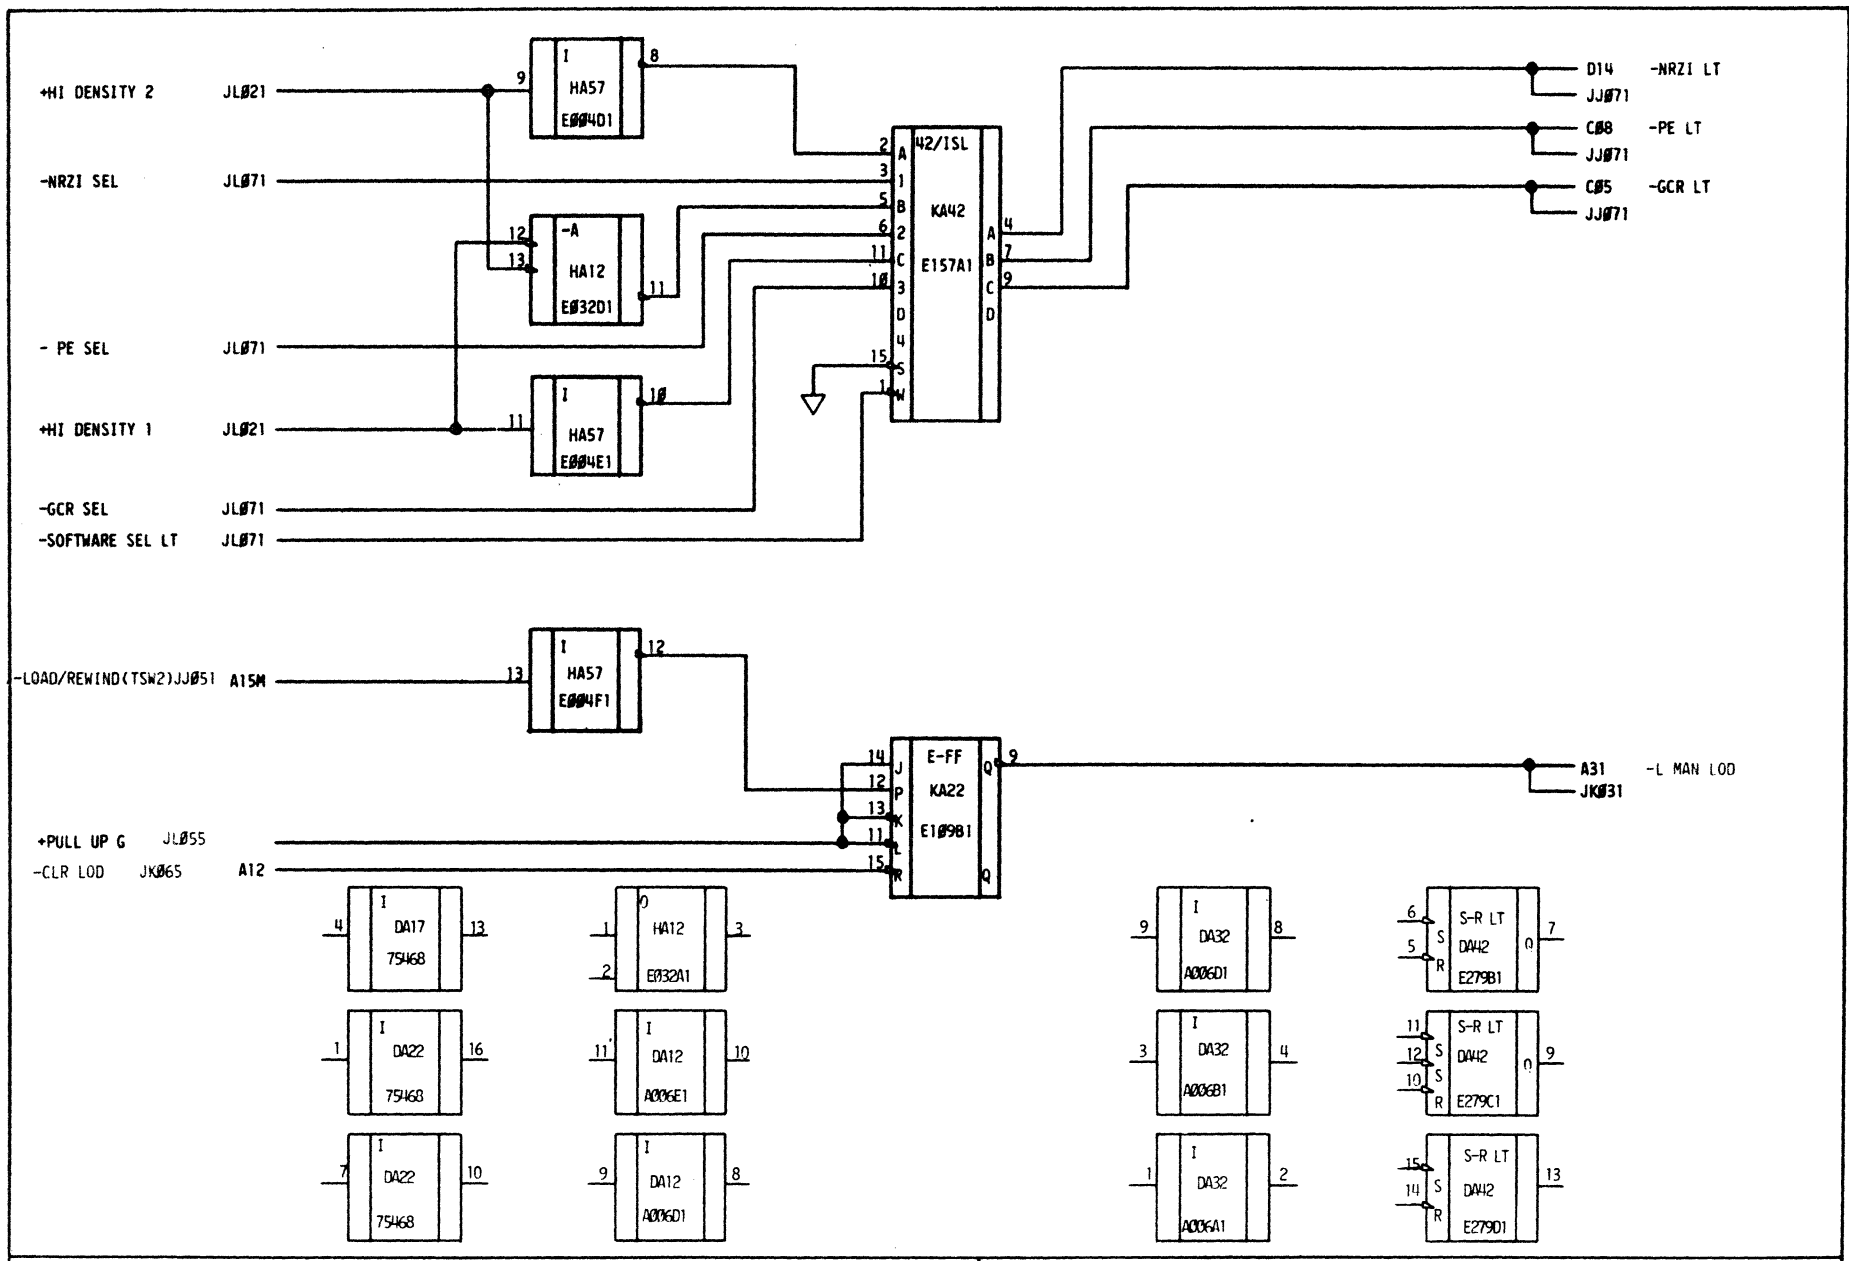 +HI DENSITY 2 JLØ21
9
I
HA57
EØØ4D1
8
-NRZI SEL JLØ71
12
13
-A
HA12
EØ32D1
11
- PE SEL JLØ71
+HI DENSITY 1 JLØ21
11
I
HA57
EØØ4E1
10
-GCR SEL JLØ71
-SOFTWARE SEL LT JLØ71
2 A
3 1
5 B
6 2
11 C
10 3
D
4
15 S
1 W
42/ISL
KA42
E157A1
A 4
B 7
C 9
D
D14 -NRZI LT
JJØ71
CØ8 -PE LT
JJØ71
CØ5 -GCR LT
JJØ71
-LOAD/REWIND(TSW2)JJØ51 A15M
13
I
HA57
EØØ4F1
12
+PULL UP G JLØ55
-CLR LOD JKØ65 A12
14 J
12 P
13 K
11 L
15 R
E-FF
KA22
E1Ø9B1
Q 9
Q
A31 -L MAN LOD
JKØ31
4
I
DA17
75468
13
1
2
O
HA12
EØ32A1
3
9
I
DA32
AØØ6D1
8
6
5
S
R
S-R LT
DA42
E279B1
Q
7
1
I
DA22
75468
16
11
I
DA12
AØØ6E1
10
3
I
DA32
AØØ6B1
4
11
12
10
S
S
R
S-R LT
DA42
E279C1
Q
9
7
I
DA22
75468
10
9
I
DA12
AØØ6D1
8
1
I
DA32
AØØ6A1
2
15
14
S
R
S-R LT
DA42
E279D1
13